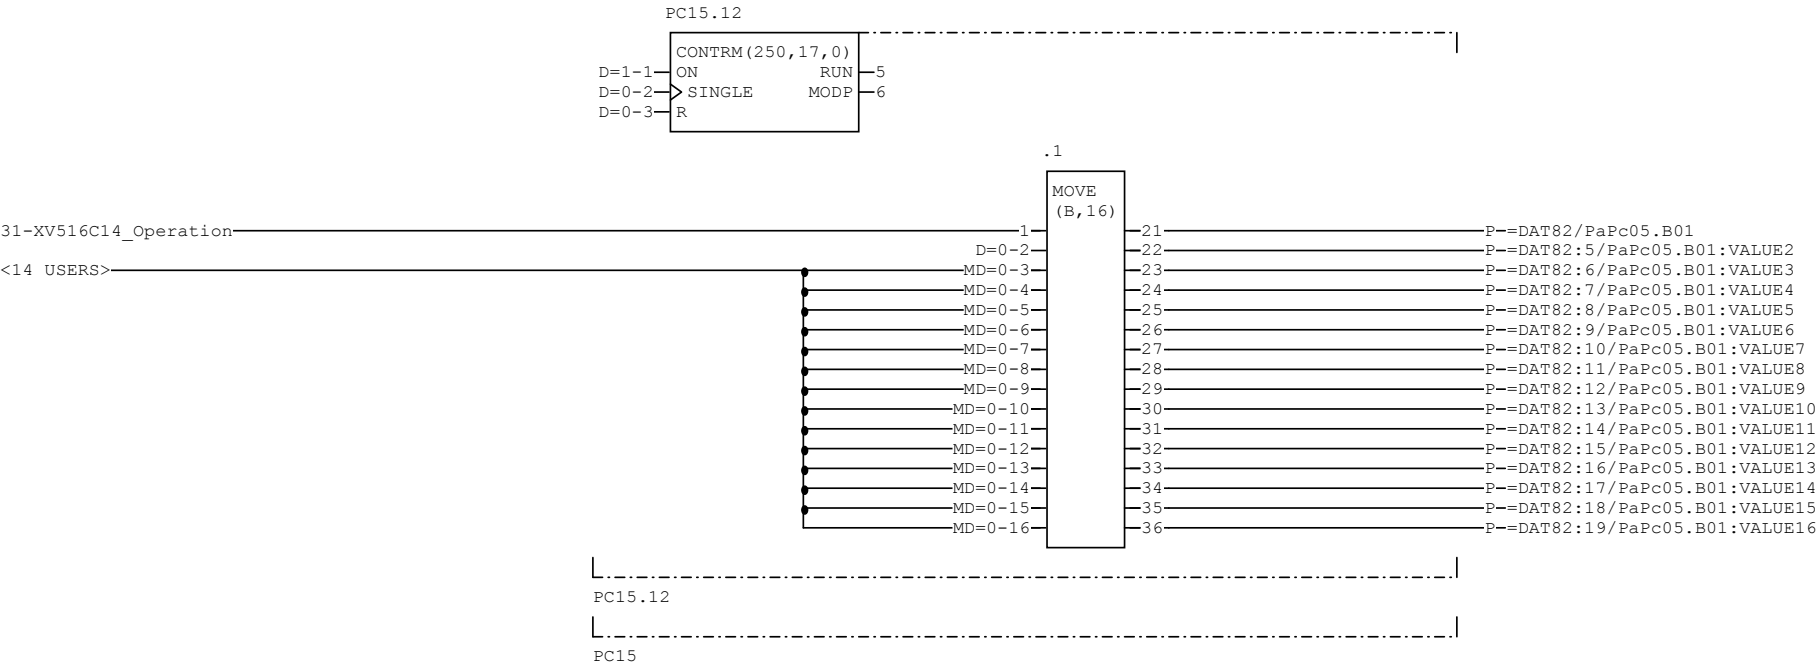 PC15.12
CONTRM(250,17,0)
D=1-1 ON RUN 5
D=0-2 SINGLE MODP 6
D=0-3 R
.1
MOVE
(B,16)
31-XV516C14_Operation 1 21 P-=DAT82/PaPc05.B01
D=0-2 22 P-=DAT82:5/PaPc05.B01:VALUE2
<14 USERS> MD=0-3 23 P-=DAT82:6/PaPc05.B01:VALUE3
MD=0-4 24 P-=DAT82:7/PaPc05.B01:VALUE4
MD=0-5 25 P-=DAT82:8/PaPc05.B01:VALUE5
MD=0-6 26 P-=DAT82:9/PaPc05.B01:VALUE6
MD=0-7 27 P-=DAT82:10/PaPc05.B01:VALUE7
MD=0-8 28 P-=DAT82:11/PaPc05.B01:VALUE8
MD=0-9 29 P-=DAT82:12/PaPc05.B01:VALUE9
MD=0-10 30 P-=DAT82:13/PaPc05.B01:VALUE10
MD=0-11 31 P-=DAT82:14/PaPc05.B01:VALUE11
MD=0-12 32 P-=DAT82:15/PaPc05.B01:VALUE12
MD=0-13 33 P-=DAT82:16/PaPc05.B01:VALUE13
MD=0-14 34 P-=DAT82:17/PaPc05.B01:VALUE14
MD=0-15 35 P-=DAT82:18/PaPc05.B01:VALUE15
MD=0-16 36 P-=DAT82:19/PaPc05.B01:VALUE16
PC15.12
PC15